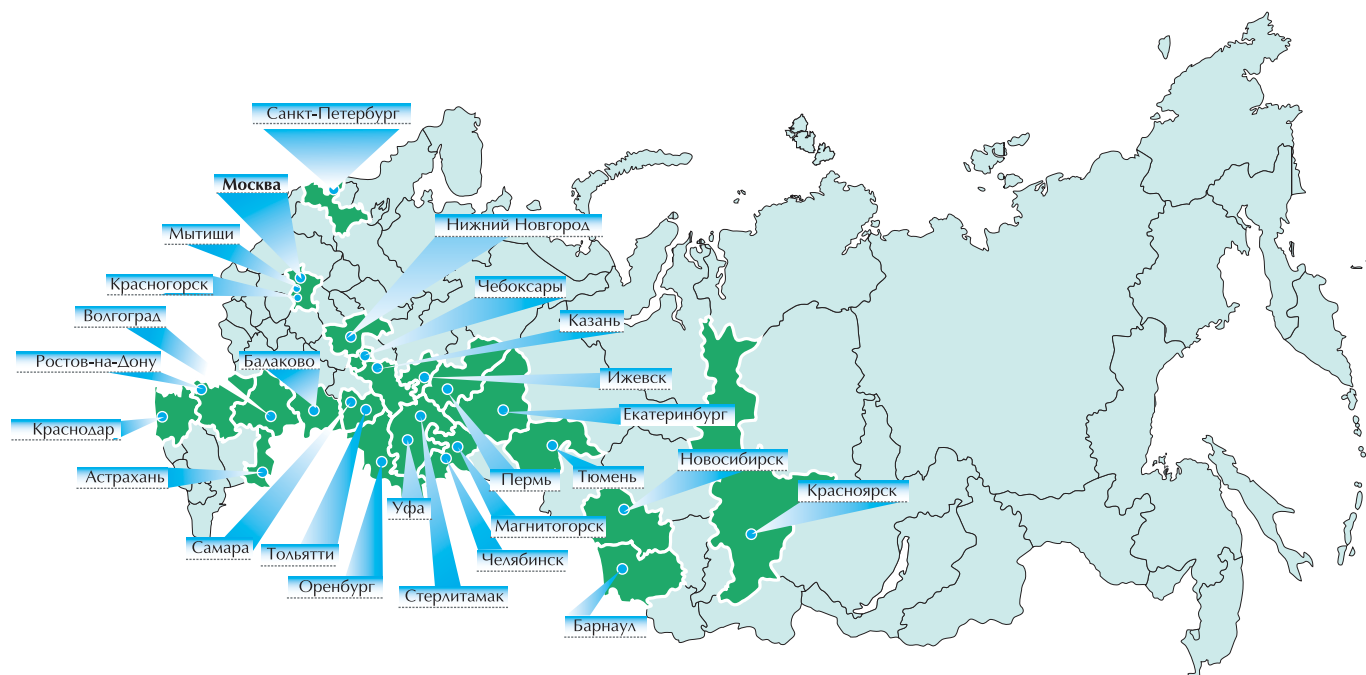 Санкт-Петербург
Москва
Нижний Новгород
Мытищи
Красногорск
Чебоксары
Волгоград
Казань
Ростов-на-Дону
Балаково
Ижевск
Екатеринбург
Краснодар
Новосибирск
Астрахань
Пермь
Тюмень
Красноярск
Уфа
Магнитогорск
Самара
Тольятти
Челябинск
Оренбург
Стерлитамак
Барнаул